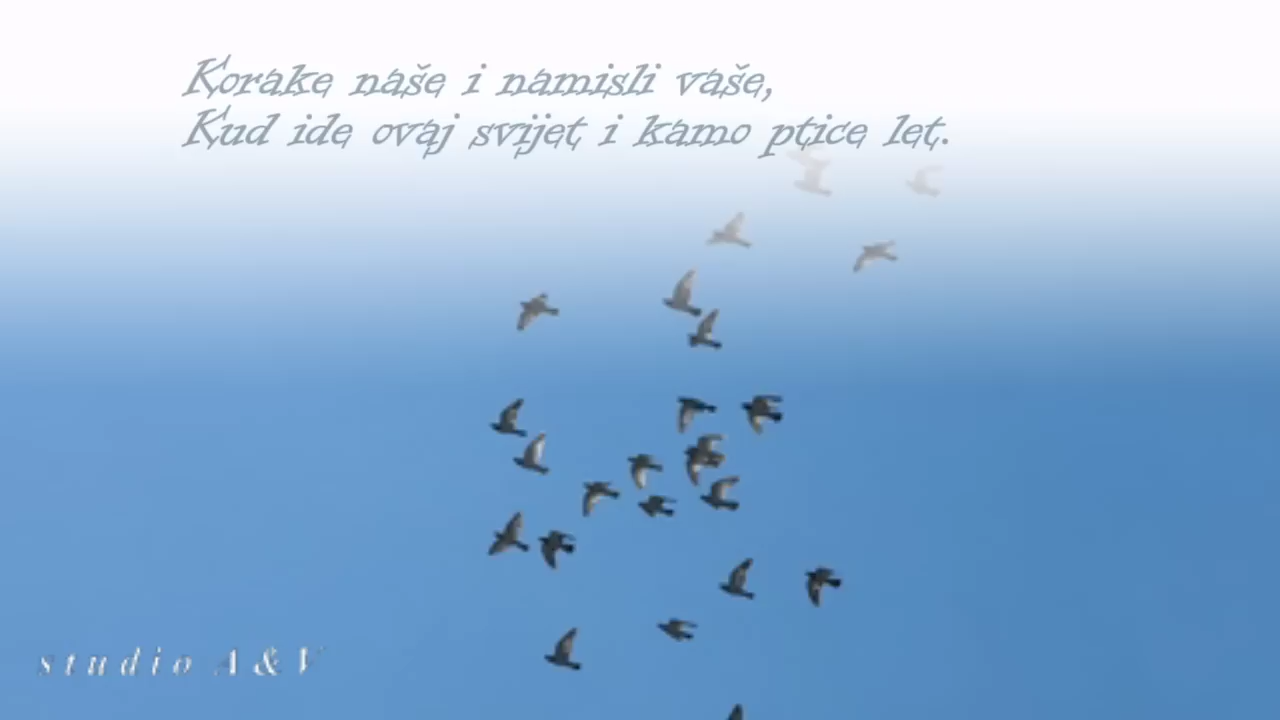 Korake naše i namisli vaše,
Kud ide ovaj svijet i kamo ptice let.
studio A&V